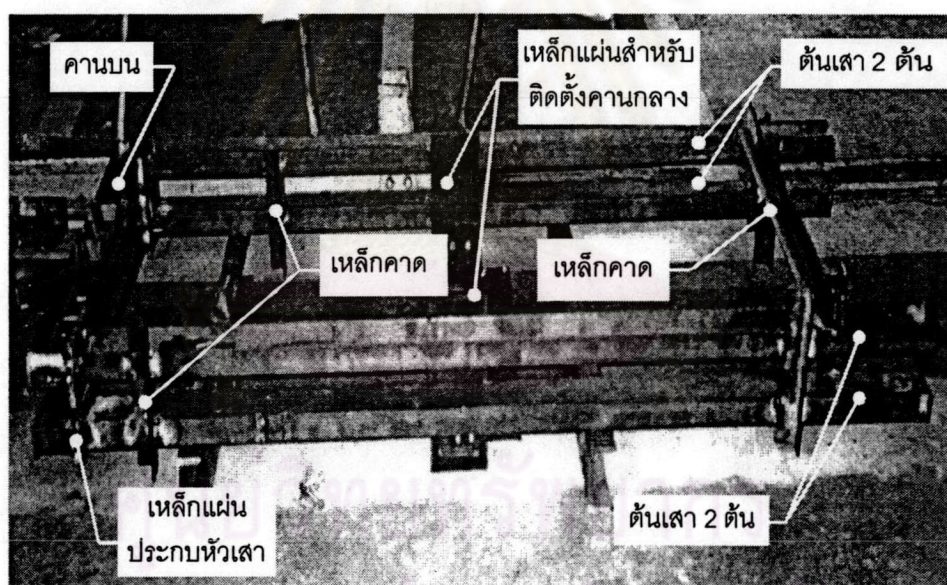 คานบน
เหล็กแผ่นสำหรับ
ติดตั้งคานกลาง
ต้นเสา 2 ต้น
เหล็กคาด
เหล็กคาด
เหล็กแผ่น
ประกบหัวเสา
ต้นเสา 2 ต้น